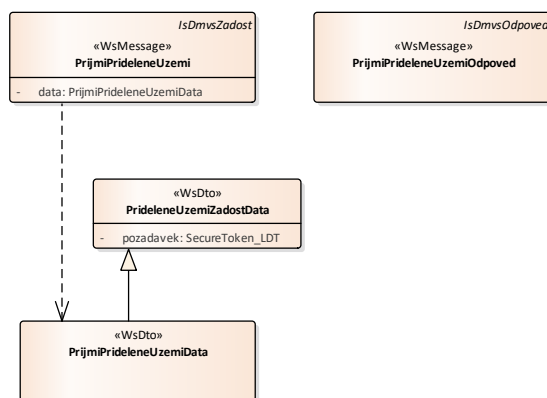 IsDmvsZadost
«WsMessage»
PrijmiPrideleneUzemi
- data: PrijmiPrideleneUzemiData
IsDmvsOdpoved
«WsMessage»
PrijmiPrideleneUzemiOdpoved
«WsDto»
PrideleneUzemiZadostData
- pozadavek: SecureToken_LDT
«WsDto»
PrijmiPrideleneUzemiData